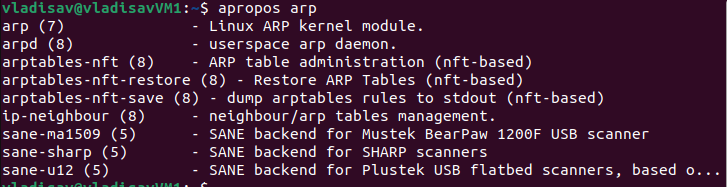 vladisav@vladisavVM1:~$ apropos arp
arp (7)              - Linux ARP kernel module.
arpd (8)             - userspace arp daemon.
arptables-nft (8)    - ARP table administration (nft-based)
arptables-nft-restore (8) - Restore ARP Tables (nft-based)
arptables-nft-save (8) - dump arptables rules to stdout (nft-based)
ip-neighbour (8)     - neighbour/arp tables management.
sane-ma1509 (5)      - SANE backend for Mustek BearPaw 1200F USB scanner
sane-sharp (5)       - SANE backend for SHARP scanners
sane-u12 (5)         - SANE backend for Plustek USB flatbed scanners, based o...